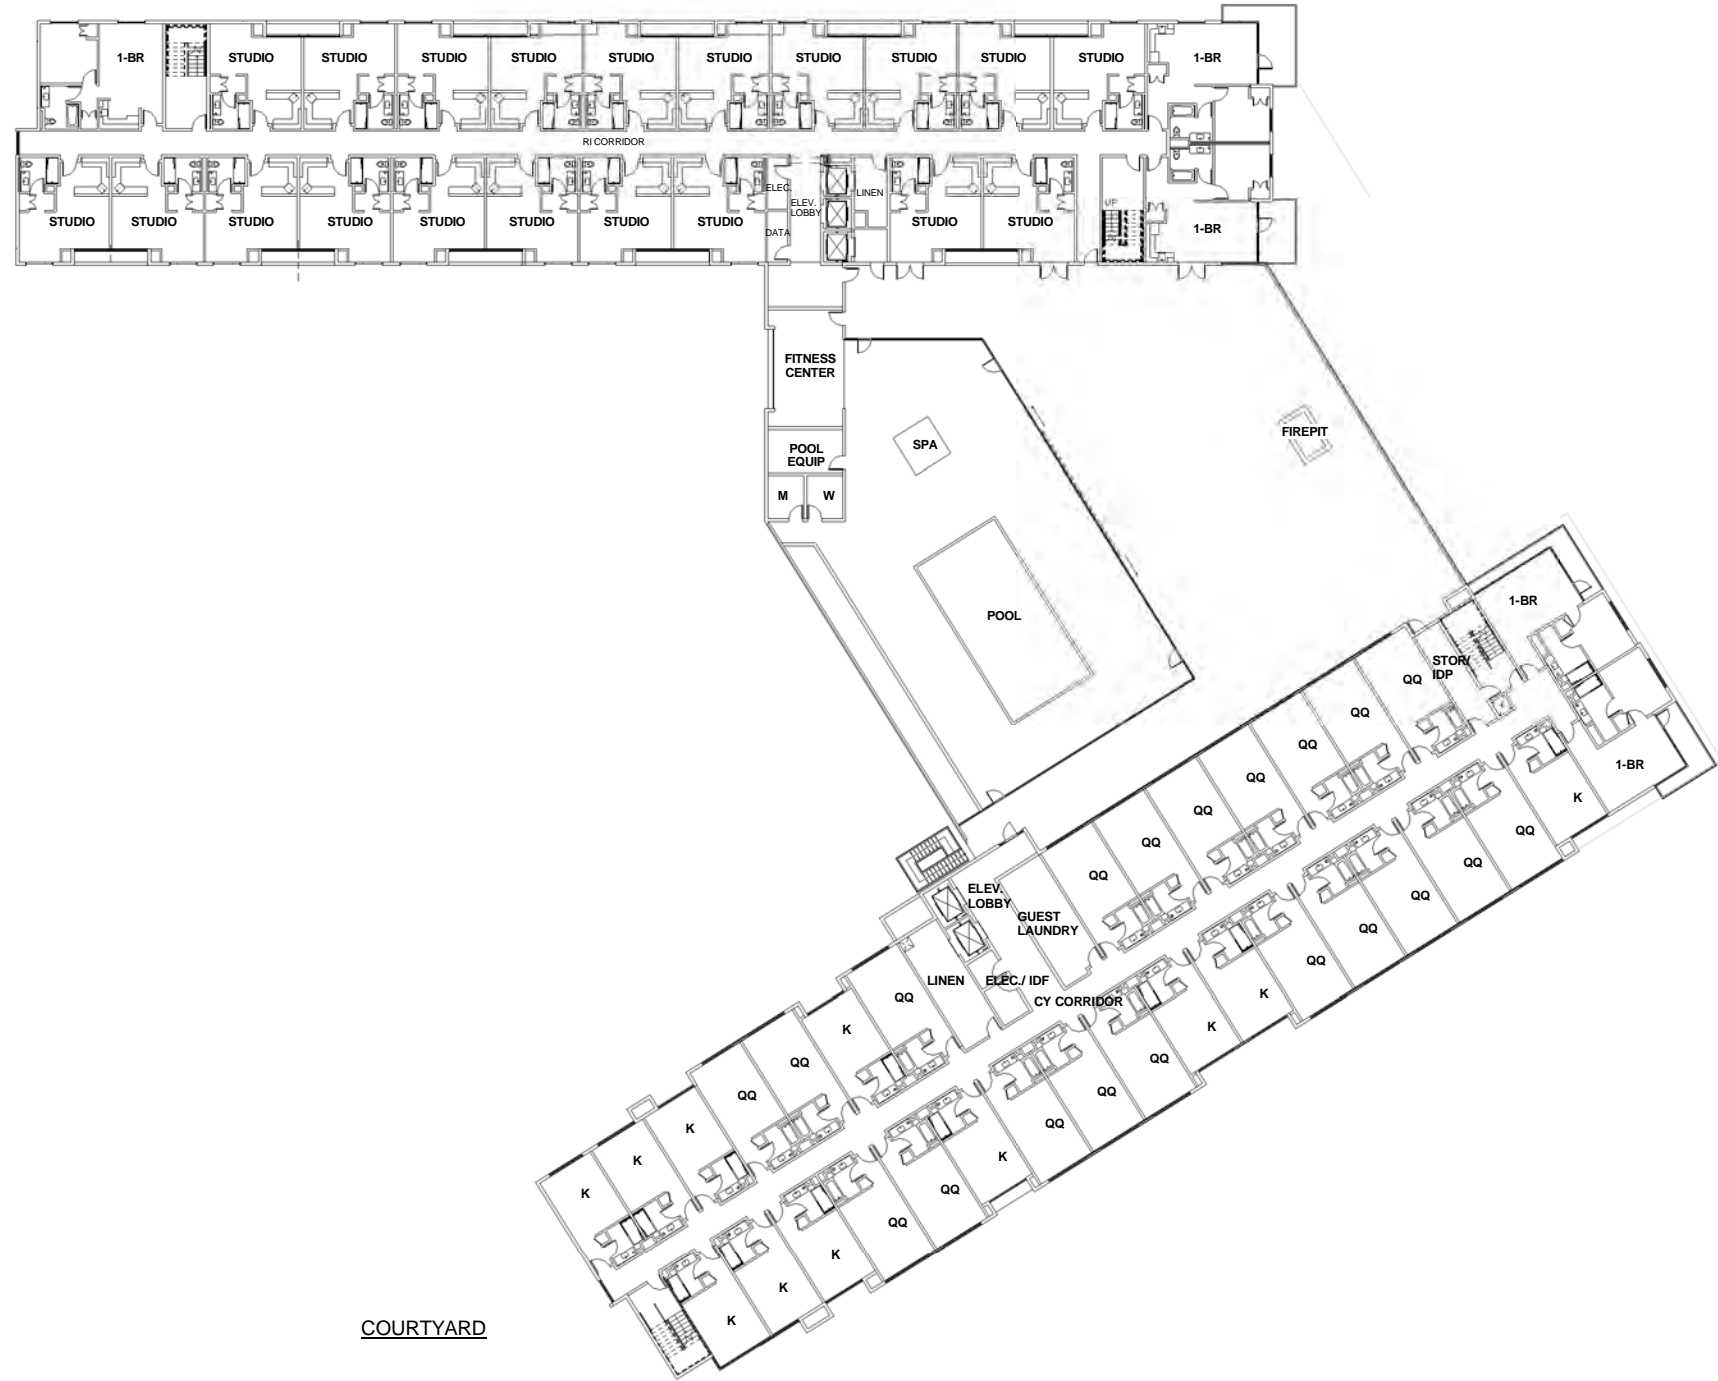 1-BR
STUDIO
STUDIO
STUDIO
STUDIO
STUDIO
STUDIO
STUDIO
STUDIO
STUDIO
STUDIO
1-BR
RI CORRIDOR
STUDIO
STUDIO
STUDIO
STUDIO
STUDIO
STUDIO
STUDIO
STUDIO
ELEC.
ELEV.
LOBBY
DATA
LINEN
STUDIO
STUDIO
UP
1-BR
FITNESS
CENTER
POOL
EQUIP
M
W
SPA
FIREPIT
POOL
1-BR
STOR/
IDP
QQ
QQ
QQ
QQ
QQ
QQ
QQ
1-BR
K
QQ
QQ
QQ
QQ
QQ
K
K
QQ
QQ
QQ
K
QQ
QQ
K
K
K
ELEV.
LOBBY
GUEST
LAUNDRY
LINEN
ELEC./ IDF
CY CORRIDOR
QQ
K
QQ
QQ
K
K
K
COURTYARD